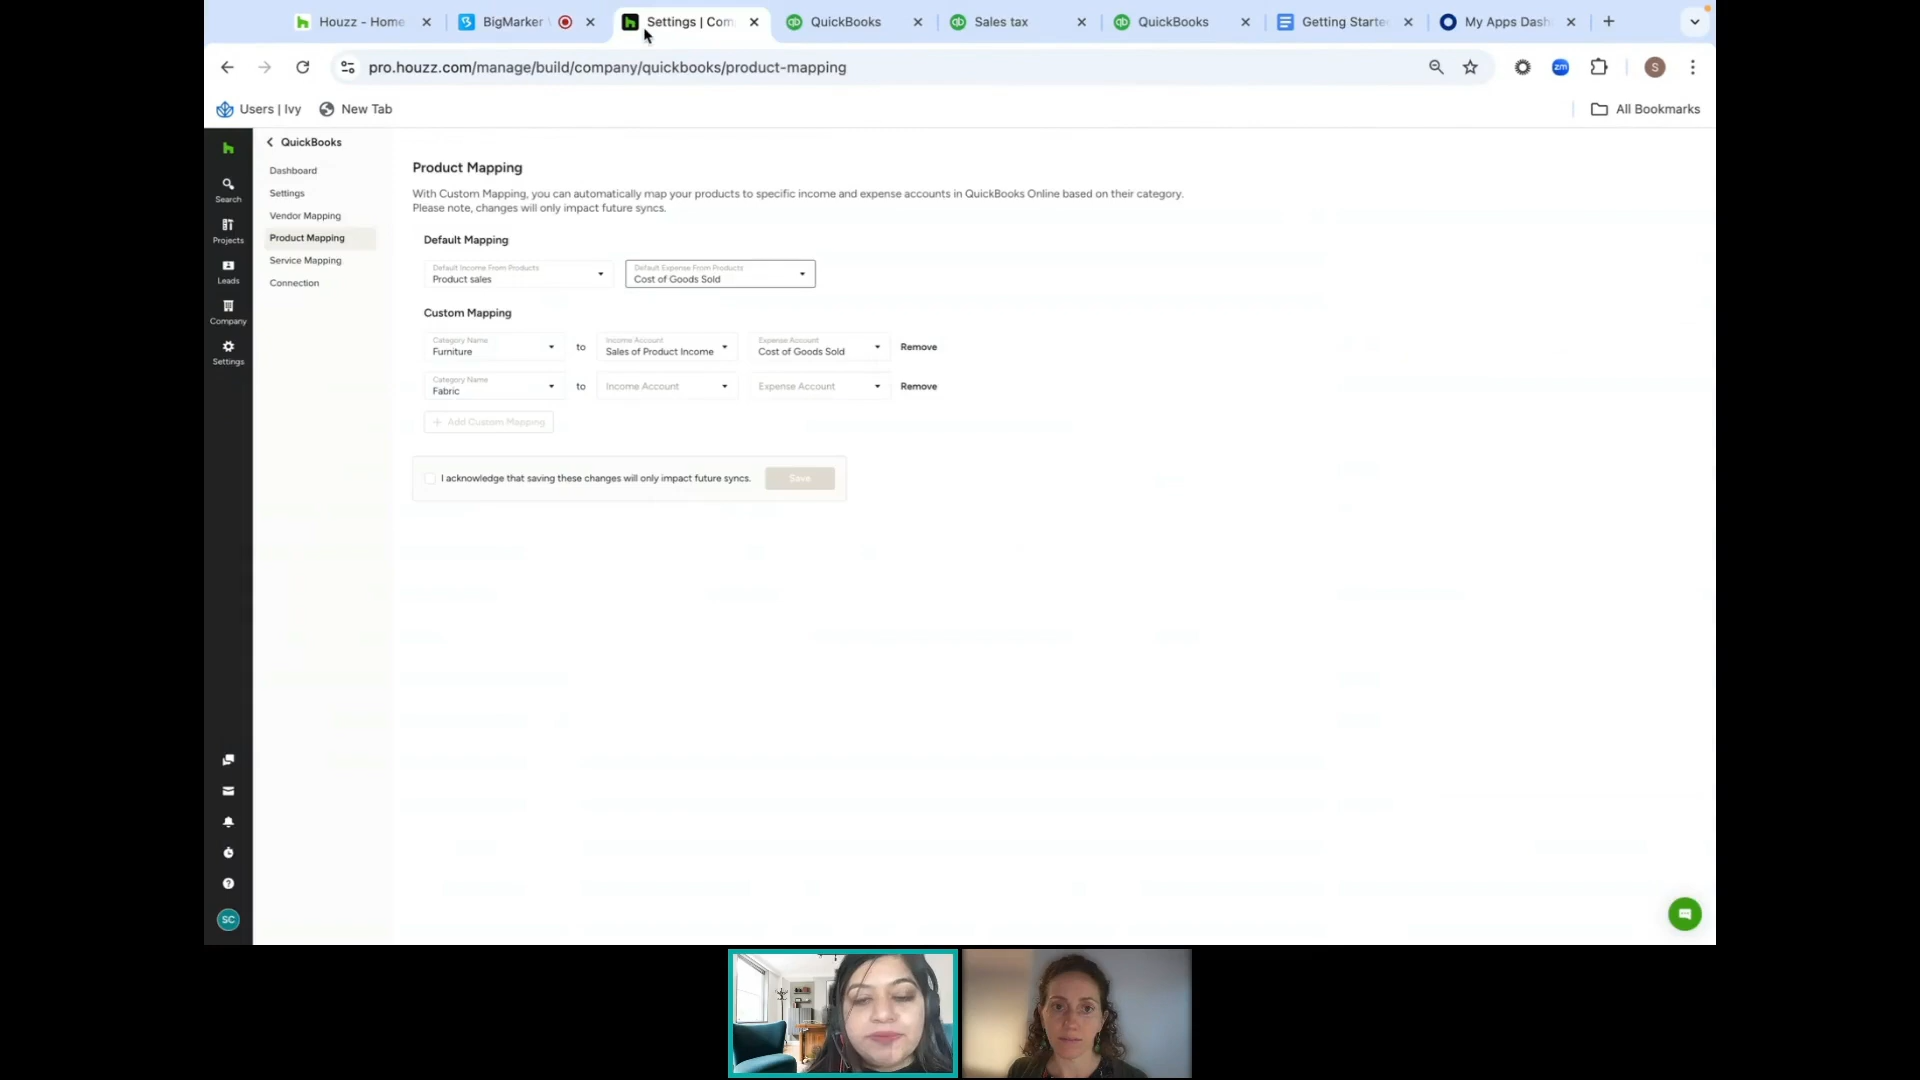 Houzz - Home
BigMarker
Settings | Com
QuickBooks
Sales tax
QuickBooks
Getting Starte
My Apps Dash
pro.houzz.com/manage/build/company/quickbooks/product-mapping
zm
S
Users | Ivy
New Tab
All Bookmarks
QuickBooks
Dashboard
Settings
Vendor Mapping
Product Mapping
Service Mapping
Connection
Search
Projects
Leads
Company
Settings
SC
Product Mapping
With Custom Mapping, you can automatically map your products to specific income and expense accounts in QuickBooks Online based on their category.
Please note, changes will only impact future syncs.
Default Mapping
Default Income From Products
Product sales
Default Expense From Products
Cost of Goods Sold
Custom Mapping
Category Name
Furniture
to
Income Account
Sales of Product Income
Expense Account
Cost of Goods Sold
Remove
Category Name
Fabric
to
Income Account
Expense Account
Remove
+ Add Custom Mapping
I acknowledge that saving these changes will only impact future syncs.
Save